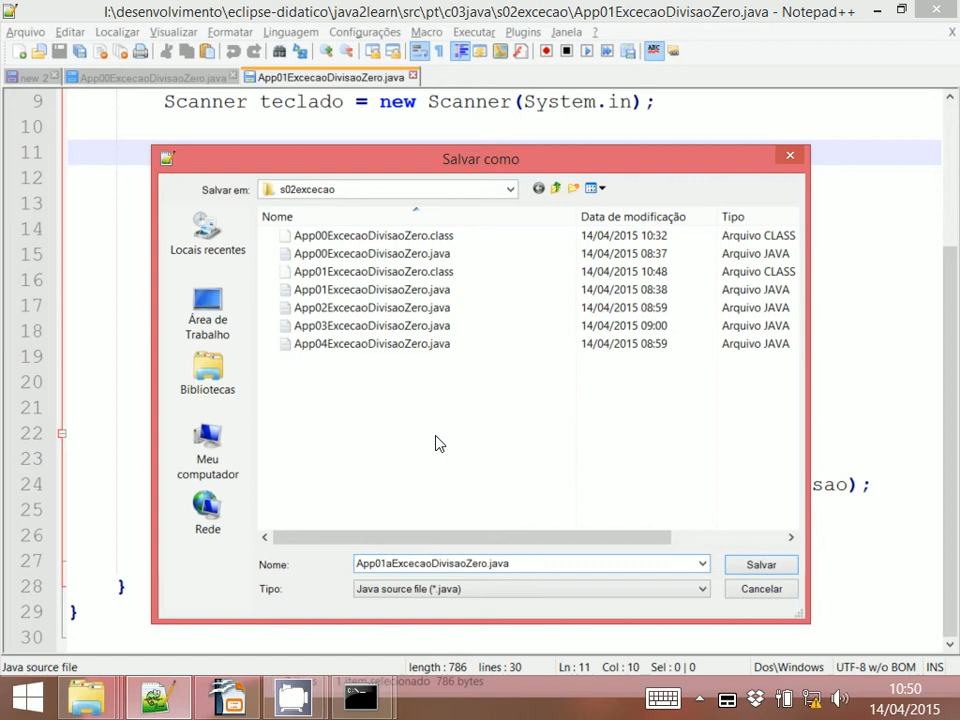 I:\desenvolvimento\eclipse-didatico\java2learn\src\pt\c03java\s02excecao\App01ExcecaoDivisaoZero.java - Notepad++
Arquivo Editar Localizar Visualizar Formatar Linguagem Configurações Macro Executar Plugins Janela ? X
new 2 App00ExcecaoDivisaoZero.java App01ExcecaoDivisaoZero.java
9 Scanner teclado = new Scanner(System.in);
10
11
12
13
14
15
16
17
18
19
20
21
22
23
24 sao);
25
26
27
28 }
29 }
30
Salvar como
Salvar em: s02excecao
Nome Data de modificação Tipo
App00ExcecaoDivisaoZero.class 14/04/2015 10:32 Arquivo CLASS
App00ExcecaoDivisaoZero.java 14/04/2015 08:37 Arquivo JAVA
App01ExcecaoDivisaoZero.class 14/04/2015 10:48 Arquivo CLASS
App01ExcecaoDivisaoZero.java 14/04/2015 08:38 Arquivo JAVA
App02ExcecaoDivisaoZero.java 14/04/2015 08:59 Arquivo JAVA
App03ExcecaoDivisaoZero.java 14/04/2015 09:00 Arquivo JAVA
App04ExcecaoDivisaoZero.java 14/04/2015 08:59 Arquivo JAVA
Locais recentes
Área de
Trabalho
Bibliotecas
Meu
computador
Rede
Nome: App01aExcecaoDivisaoZero.java Salvar
Tipo: Java source file (*.java) Cancelar
Java source file length : 786 lines : 30 Ln : 11 Col : 10 Sel : 0 | 0 Dos\Windows UTF-8 w/o BOM INS
1 item selecionado 786 bytes
10:50
14/04/2015